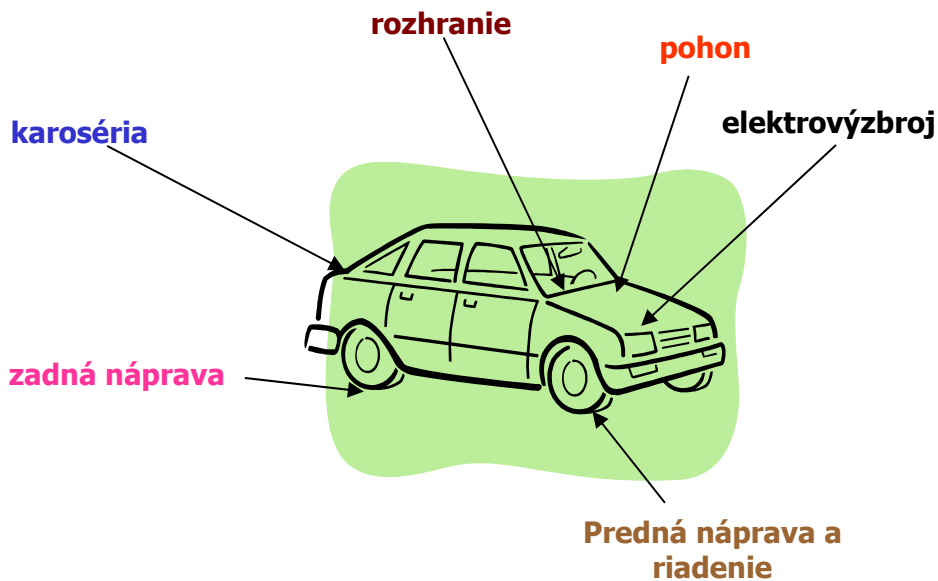 rozhranie
pohon
elektrovýzbroj
karoséria
zadná náprava
Predná náprava a
riadenie